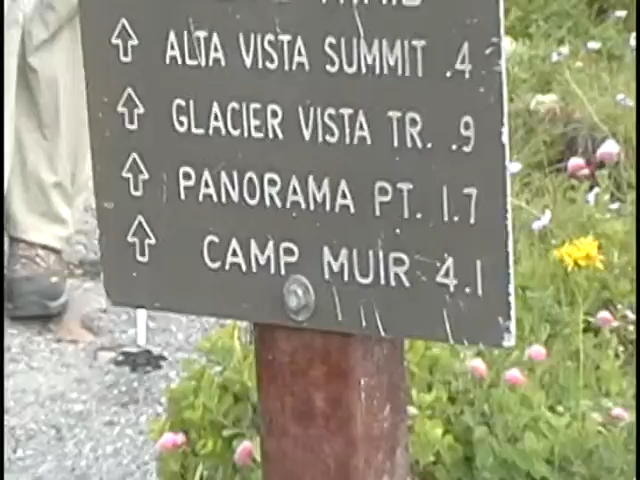 ALTA VISTA SUMMIT .4
GLACIER VISTA TR. .9
PANORAMA PT. 1.7
CAMP MUIR 4.1